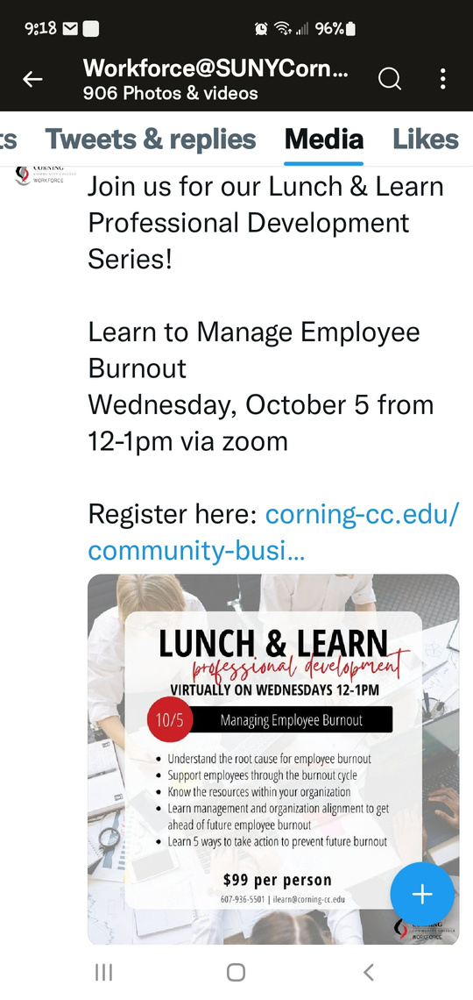 9:18
96%
Workforce@SUNYCorn...
906 Photos & videos
ts Tweets & replies Media Likes
CORNING
COMMUNITY COLLEGE
WORKFORCE
Join us for our Lunch & Learn
Professional Development
Series!
Learn to Manage Employee
Burnout
Wednesday, October 5 from
12-1pm via zoom
Register here: corning-cc.edu/
community-busi...
LUNCH & LEARN
professional development
VIRTUALLY ON WEDNESDAYS 12-1PM
10/5 Managing Employee Burnout
• Understand the root cause for employee burnout
• Support employees through the burnout cycle
• Know the resources within your organization
• Learn management and organization alignment to get
ahead of future employee burnout
• Learn 5 ways to take action to prevent future burnout
$99 per person
607-936-5501 | ilearn@corning-cc.edu
COMMUNITY COLLEGE
WORKFORCE